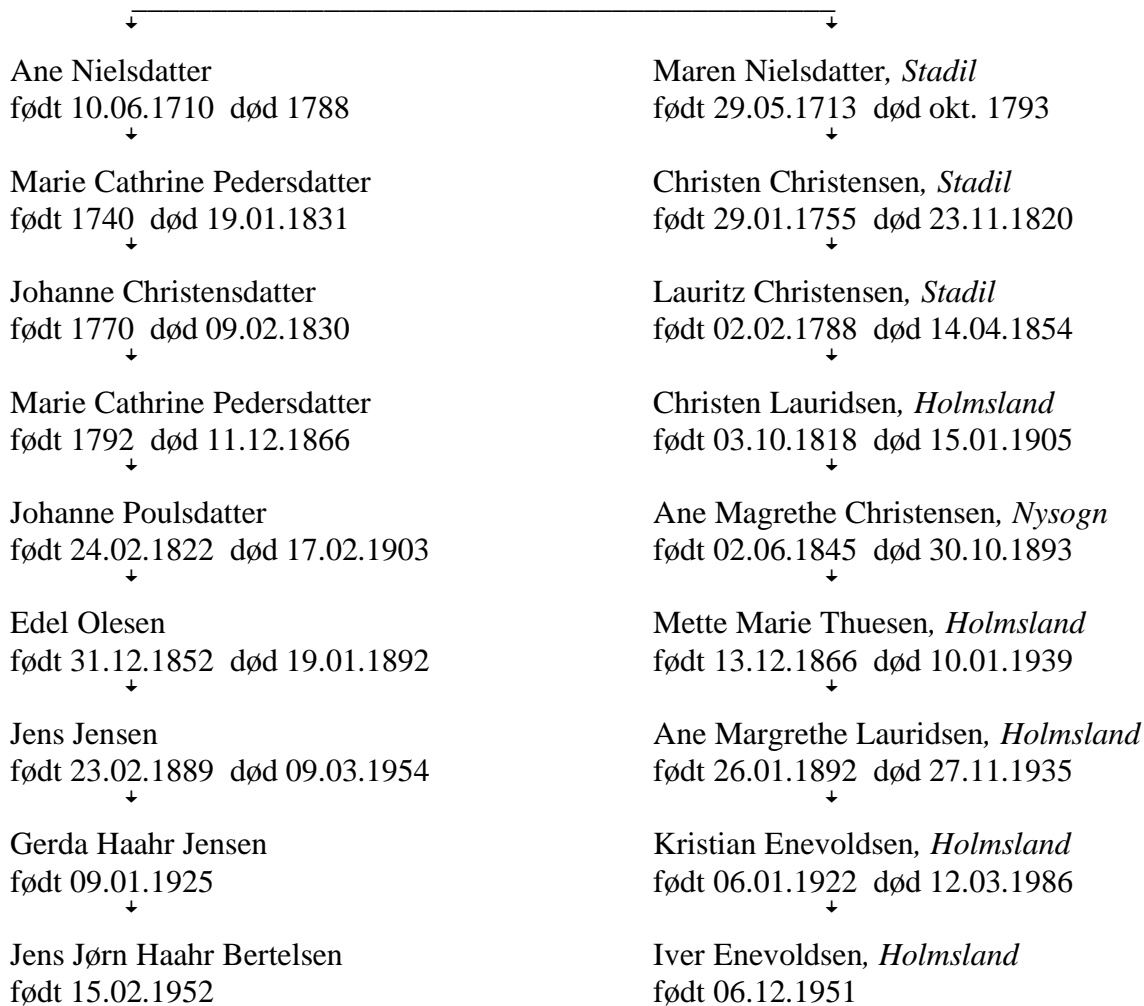 Ane Nielsdatter
født 10.06.1710 død 1788
Marie Cathrine Pedersdatter
født 1740 død 19.01.1831
Johanne Christensdatter
født 1770 død 09.02.1830
Marie Cathrine Pedersdatter
født 1792 død 11.12.1866
Johanne Poulsdatter
født 24.02.1822 død 17.02.1903
Edel Olesen
født 31.12.1852 død 19.01.1892
Jens Jensen
født 23.02.1889 død 09.03.1954
Gerda Haahr Jensen
født 09.01.1925
Jens Jørn Haahr Bertelsen
født 15.02.1952
Maren Nielsdatter, Stadil
født 29.05.1713 død okt. 1793
Christen Christensen, Stadil
født 29.01.1755 død 23.11.1820
Lauritz Christensen, Stadil
født 02.02.1788 død 14.04.1854
Christen Lauridsen, Holmsland
født 03.10.1818 død 15.01.1905
Ane Magrethe Christensen, Nysogn
født 02.06.1845 død 30.10.1893
Mette Marie Thuesen, Holmsland
født 13.12.1866 død 10.01.1939
Ane Margrethe Lauridsen, Holmsland
født 26.01.1892 død 27.11.1935
Kristian Enevoldsen, Holmsland
født 06.01.1922 død 12.03.1986
Iver Enevoldsen, Holmsland
født 06.12.1951